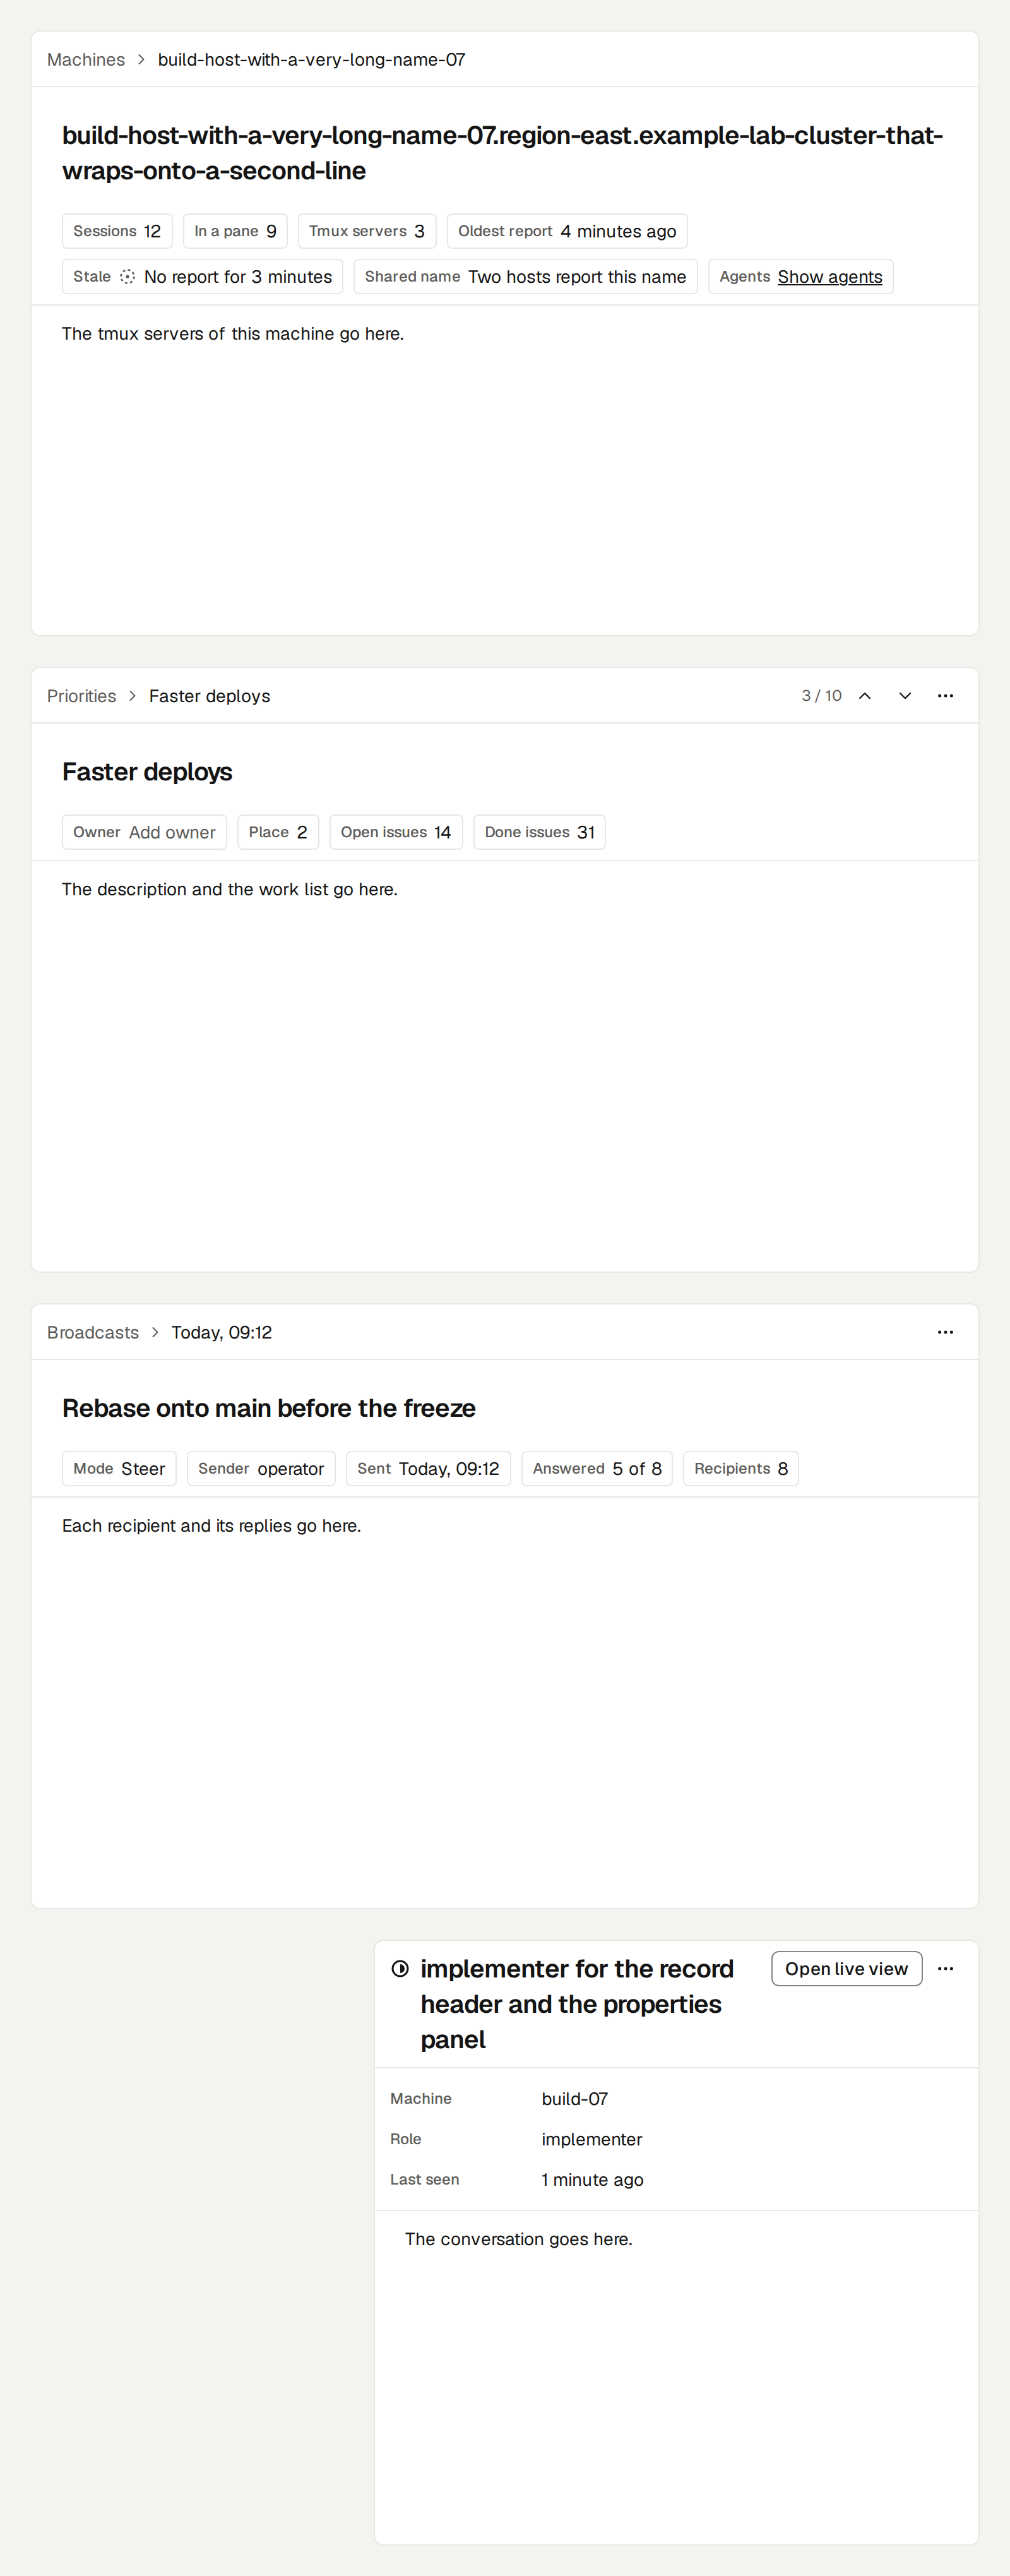 Machines > build-host-with-a-very-long-name-07
build-host-with-a-very-long-name-07.region-east.example-lab-cluster-that-
wraps-onto-a-second-line
Sessions 12 In a pane 9 Tmux servers 3 Oldest report 4 minutes ago
Stale No report for 3 minutes Shared name Two hosts report this name Agents Show agents
The tmux servers of this machine go here.
Priorities > Faster deploys 3 / 10
Faster deploys
Owner Add owner Place 2 Open issues 14 Done issues 31
The description and the work list go here.
Broadcasts > Today, 09:12
Rebase onto main before the freeze
Mode Steer Sender operator Sent Today, 09:12 Answered 5 of 8 Recipients 8
Each recipient and its replies go here.
implementer for the record Open live view
header and the properties
panel
Machine build-07
Role implementer
Last seen 1 minute ago
The conversation goes here.